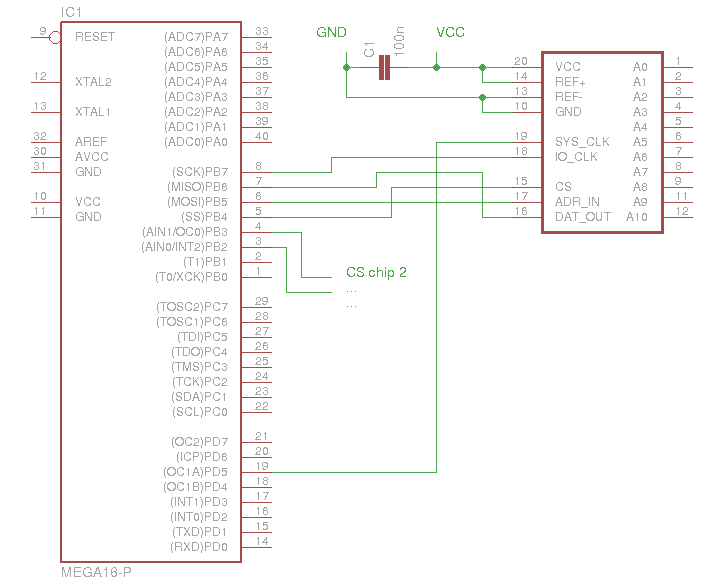 IC1
9 RESET
12 XTAL2
13 XTAL1
32 AREF
30 AVCC
31 GND
10 VCC
11 GND
(ADC7)PA7 33
(ADC6)PA6 34
(ADC5)PA5 35
(ADC4)PA4 36
(ADC3)PA3 37
(ADC2)PA2 38
(ADC1)PA1 39
(ADC0)PA0 40
(SCK)PB7 8
(MISO)PB6 7
(MOSI)PB5 6
(SS)PB4 5
(AIN1/OC0)PB3 4
(AIN0/INT2)PB2 3
(T1)PB1 2
(T0/XCK)PB0 1
(TOSC2)PC7 29
(TOSC1)PC6 28
(TDI)PC5 27
(TDO)PC4 26
(TMS)PC3 25
(TCK)PC2 24
(SDA)PC1 23
(SCL)PC0 22
(OC2)PD7 21
(ICP)PD6 20
(OC1A)PD5 19
(OC1B)PD4 18
(INT1)PD3 17
(INT0)PD2 16
(TXD)PD1 15
(RXD)PD0 14
MEGA16-P
GND
C1
100n
VCC
CS chip 2
...
...
20 VCC
14 REF+
13 REF-
10 GND
19 SYS_CLK
18 IO_CLK
15 CS
17 ADR_IN
16 DAT_OUT
A0 1
A1 2
A2 3
A3 4
A4 5
A5 6
A6 7
A7 8
A8 9
A9 11
A10 12